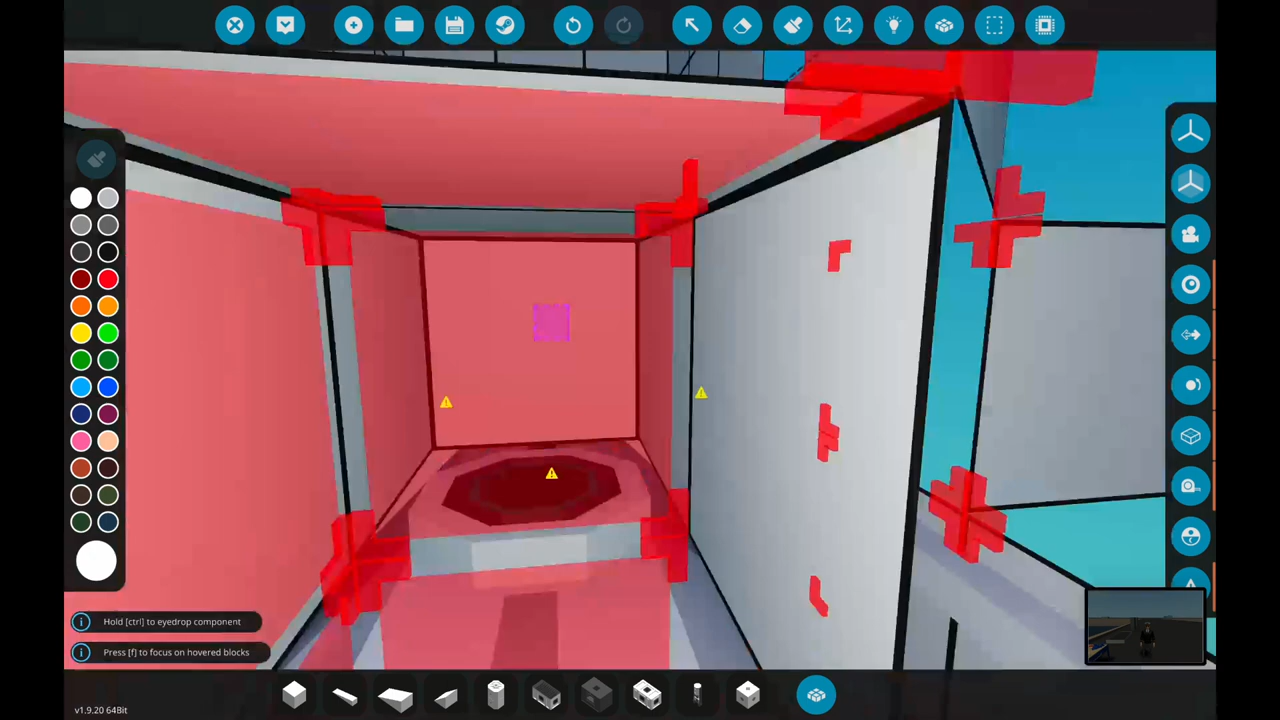 Hold [ctrl] to eyedrop component
Press [f] to focus on hovered blocks
v1.9.20 64Bit